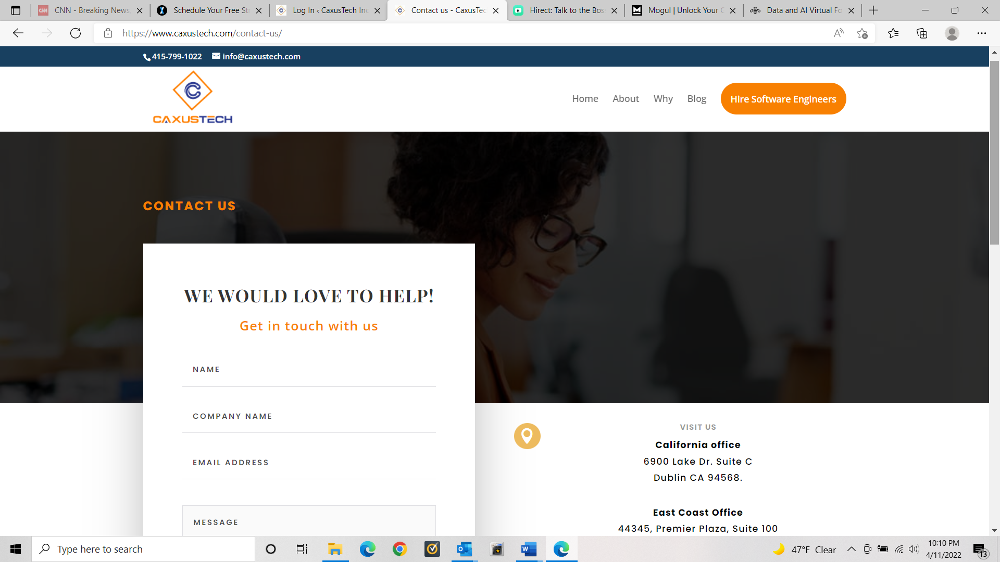 CNN - Breaking News
Schedule Your Free St
Log In ‹ CaxusTech Inc
Contact us - CaxusTec
Hirect: Talk to the Bos
Mogul | Unlock Your C
Data and AI Virtual Fo
https://www.caxustech.com/contact-us/
415-799-1022 info@caxustech.com
CAXUSTECH
Home About Why Blog Hire Software Engineers
CONTACT US
WE WOULD LOVE TO HELP!
Get in touch with us
NAME
COMPANY NAME
EMAIL ADDRESS
MESSAGE
VISIT US
California office
6900 Lake Dr. Suite C
Dublin CA 94568.
East Coast Office
44345, Premier Plaza, Suite 100
Type here to search
47°F Clear
10:10 PM
4/11/2022
13